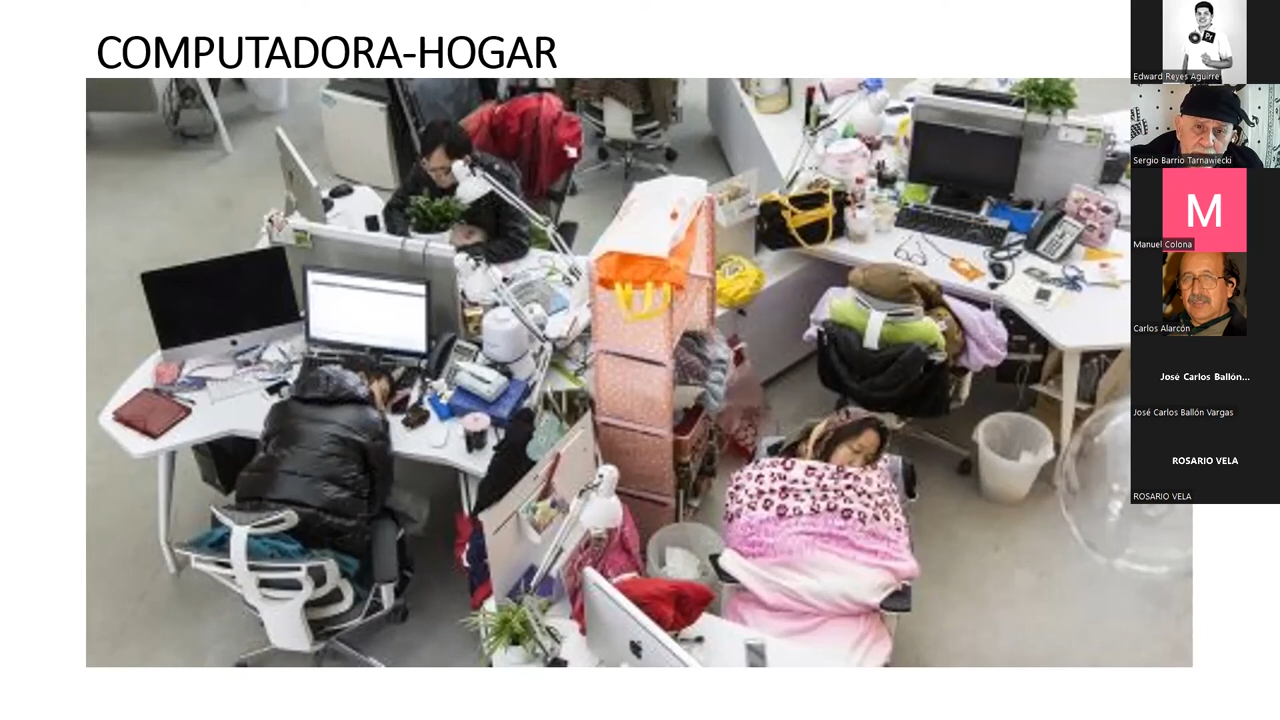 COMPUTADORA-HOGAR
Edward Reyes Aguirre
Sergio Barrio Tarnawiecki
M
Manuel Colona
Carlos Alarcón
José Carlos Ballón...
José Carlos Ballón Vargas
ROSARIO VELA
ROSARIO VELA